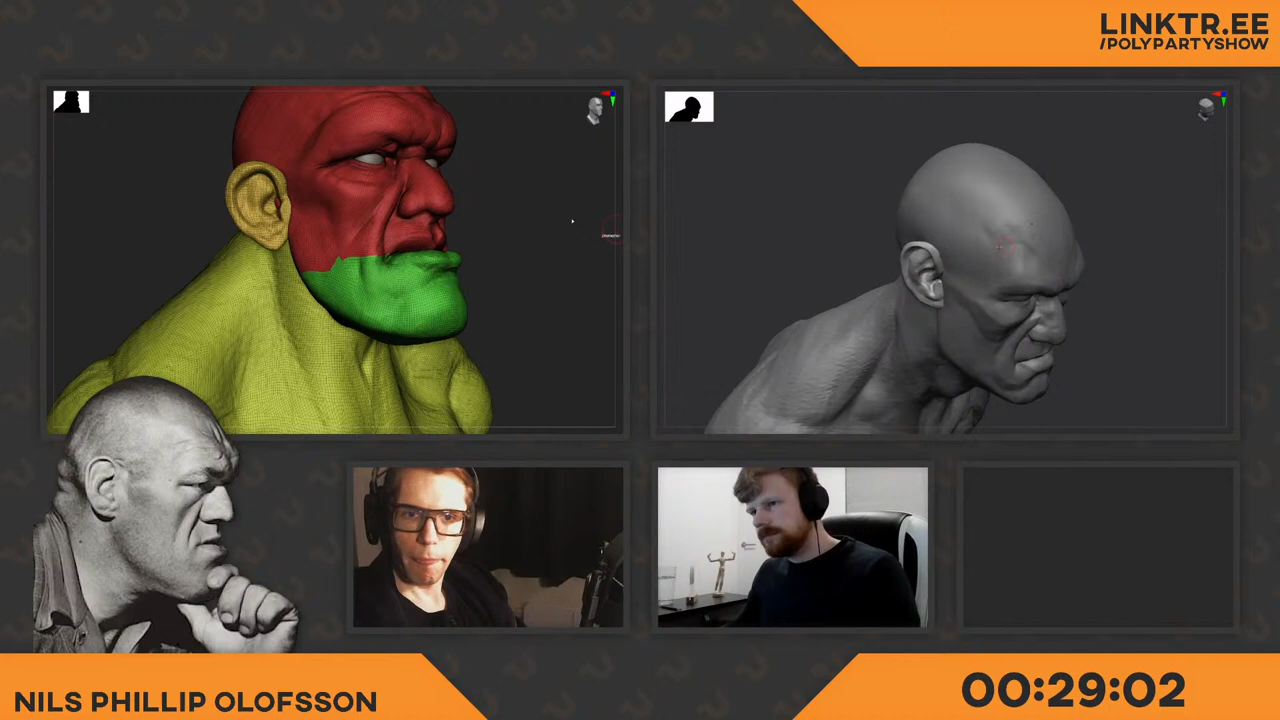 LINKTR.EE
/POLYPARTYSHOW
NILS PHILLIP OLOFSSON
00:29:02